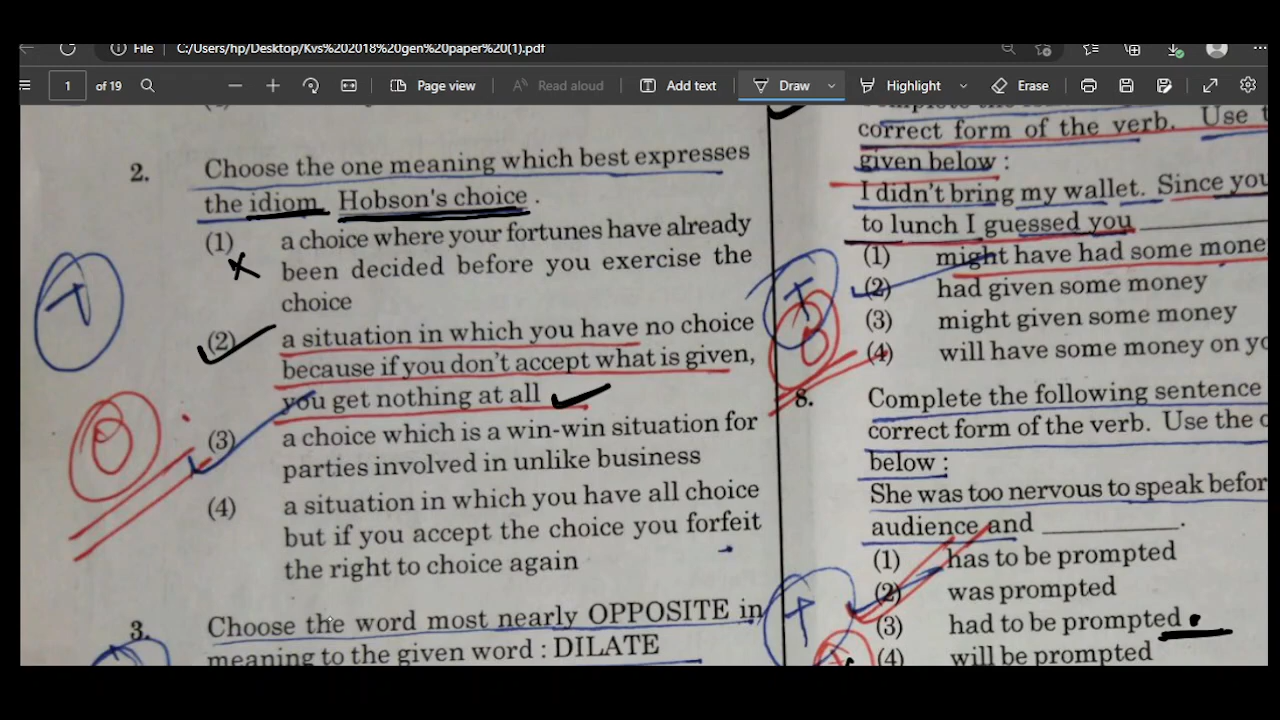 File C:/Users/hp/Desktop/Kvs%202018%20gen%20paper%20(1).pdf
1 of 19 Page view Read aloud Add text Draw Highlight Erase
2. Choose the one meaning which best expresses
the idiom Hobson's choice .
(1) a choice where your fortunes have already
been decided before you exercise the
choice
(2) a situation in which you have no choice
because if you don't accept what is given,
you get nothing at all
(3) a choice which is a win-win situation for
parties involved in unlike business
(4) a situation in which you have all choice
but if you accept the choice you forfeit
the right to choice again
3. Choose the word most nearly OPPOSITE in
meaning to the given word : DILATE
correct form of the verb. Use
given below :
I didn't bring my wallet. Since you
to lunch I guessed you ________
(1) might have had some
(2) had given some money
(3) might given some money
(4) will have some money on
8. Complete the following sentence
correct form of the verb. Use the
below :
She was too nervous to speak
audience and ________.
(1) has to be prompted
(2) was prompted
(3) had to be prompted
(4) will be prompted